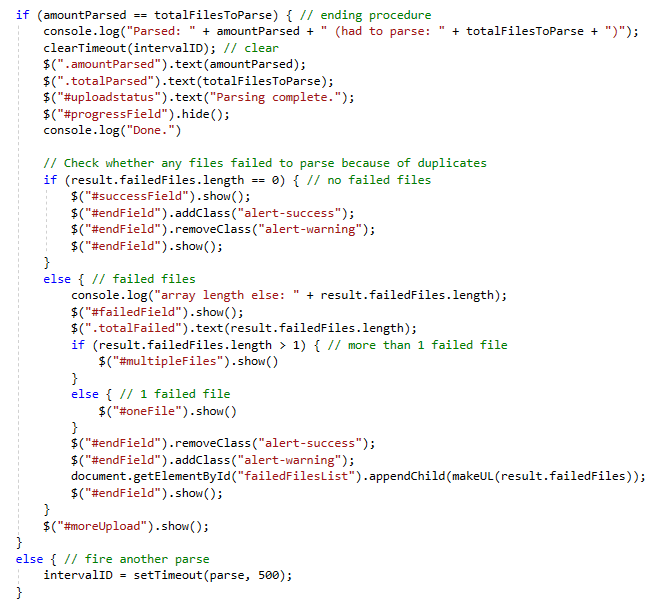 if (amountParsed == totalFilesToParse) { // ending procedure
    console.log("Parsed: " + amountParsed + " (had to parse: " + totalFilesToParse + ")");
    clearTimeout(intervalID); // clear
    $(".amountParsed").text(amountParsed);
    $(".totalParsed").text(totalFilesToParse);
    $("#uploadstatus").text("Parsing complete.");
    $("#progressField").hide();
    console.log("Done.")

    // Check whether any files failed to parse because of duplicates
    if (result.failedFiles.length == 0) { // no failed files
        $("#successField").show();
        $("#endField").addClass("alert-success");
        $("#endField").removeClass("alert-warning");
        $("#endField").show();
    }
    else { // failed files
        console.log("array length else: " + result.failedFiles.length);
        $("#failedField").show();
        $(".totalFailed").text(result.failedFiles.length);
        if (result.failedFiles.length > 1) { // more than 1 failed file
            $("#multipleFiles").show()
        }
        else { // 1 failed file
            $("#oneFile").show()
        }
        $("#endField").removeClass("alert-success");
        $("#endField").addClass("alert-warning");
        document.getElementById("failedFilesList").appendChild(makeUL(result.failedFiles));
        $("#endField").show();
    }
    $("#moreUpload").show();
}
else { // fire another parse
    intervalID = setTimeout(parse, 500);
}